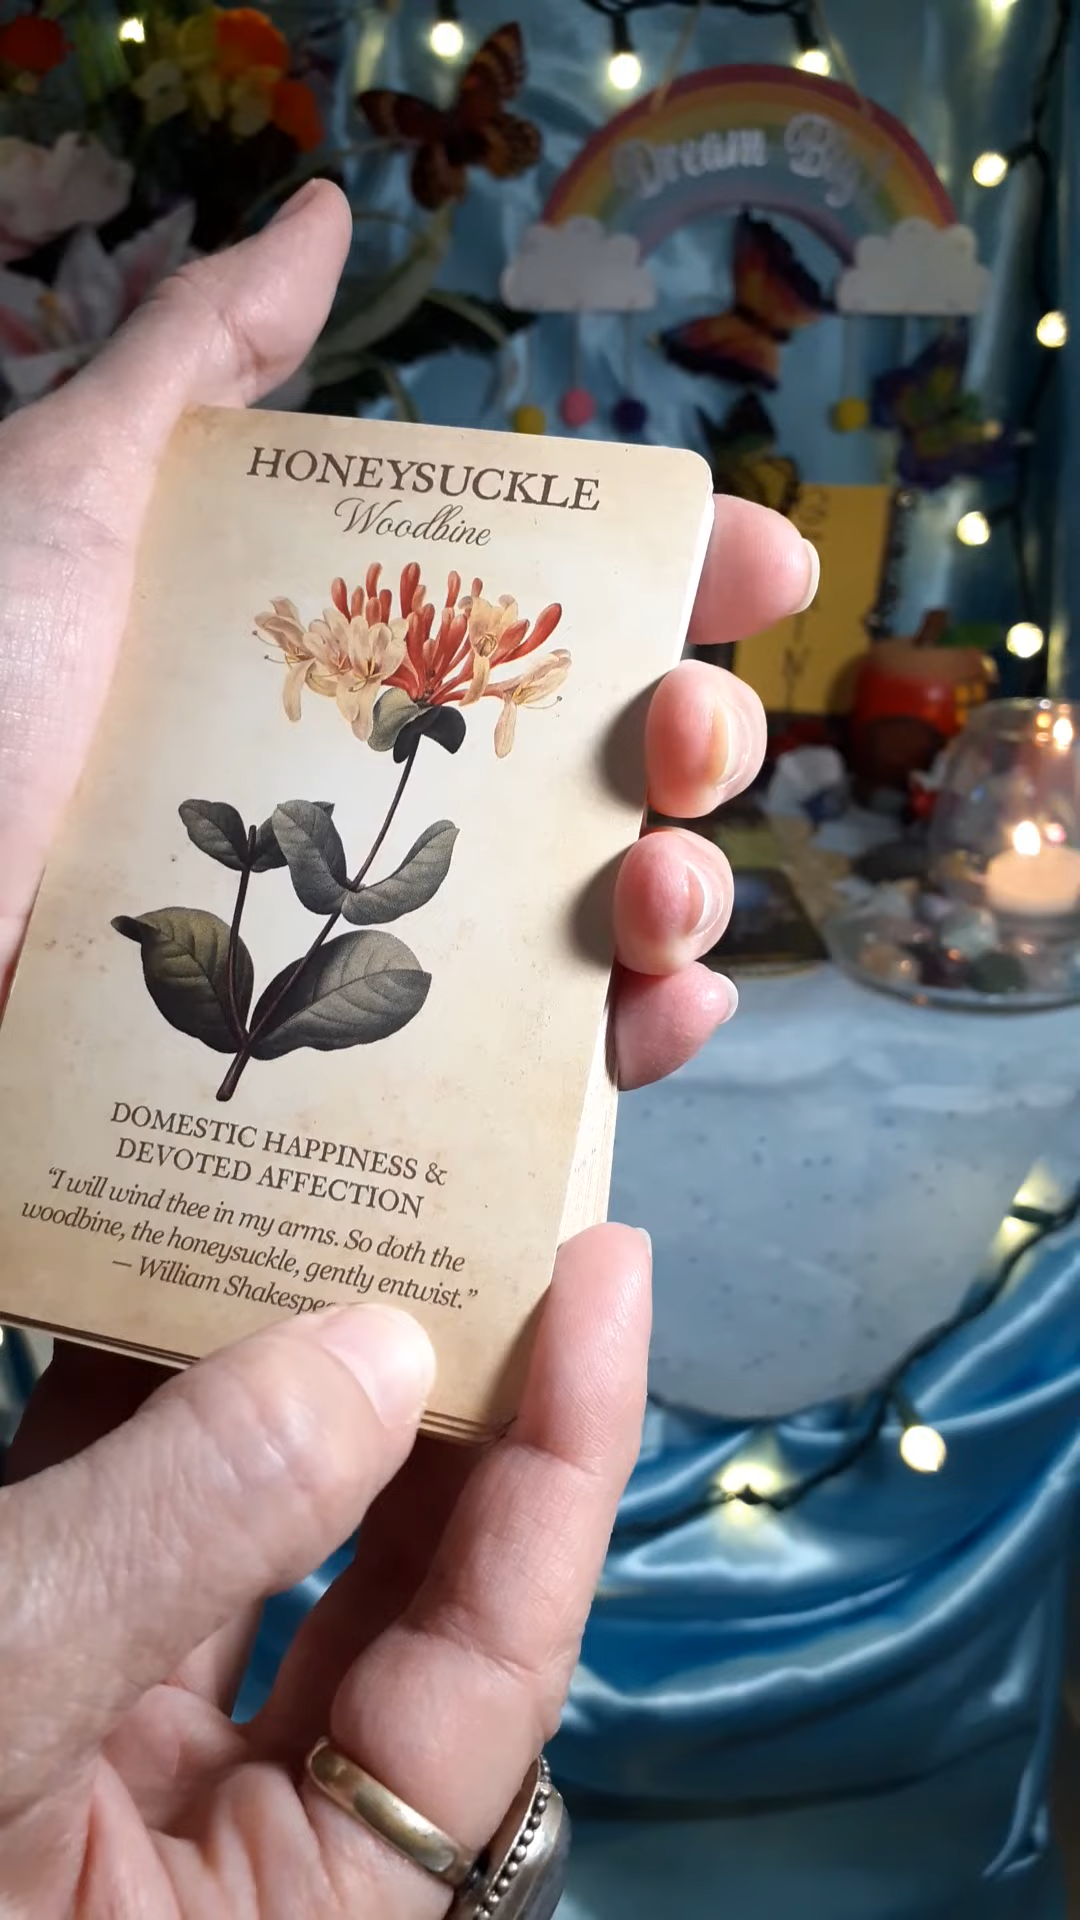 Dream Big
HONEYSUCKLE
Woodbine
DOMESTIC HAPPINESS &
DEVOTED AFFECTION
“I will wind thee in my arms. So doth the
woodbine, the honeysuckle, gently entwist.”
— William